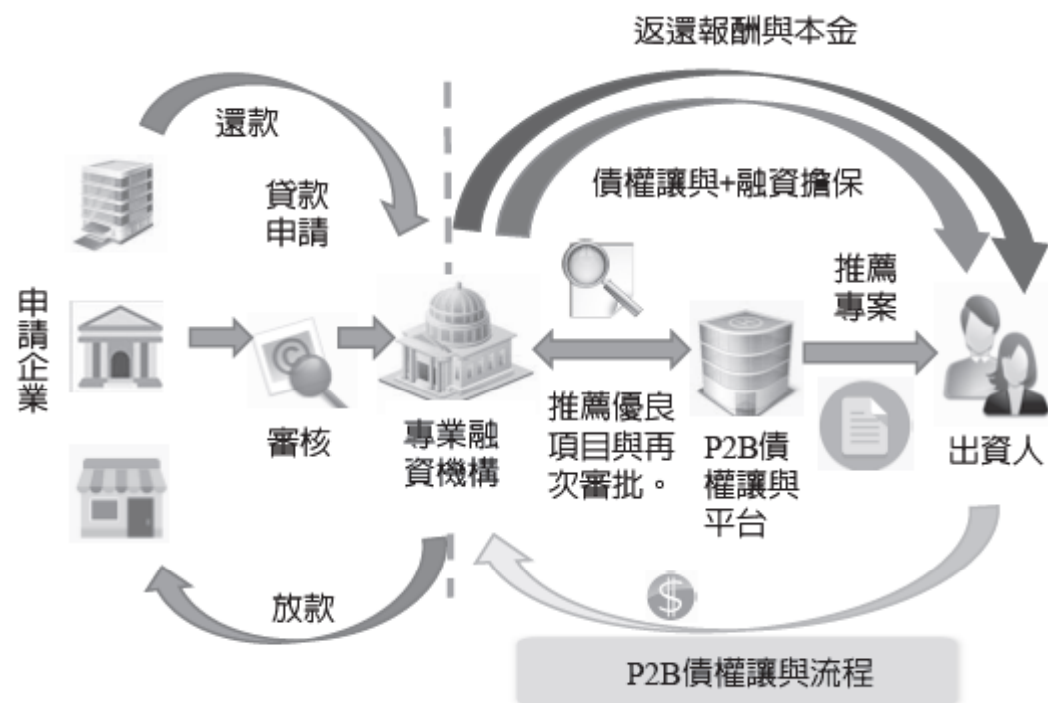 返還報酬與本金
還款
債權讓與+融資擔保
貸款
申請
推薦
專案
申請企業
審核
專業融
資機構
推薦優良
項目與再
次審批。
P2B債
權讓與
平台
出資人
放款
P2B債權讓與流程